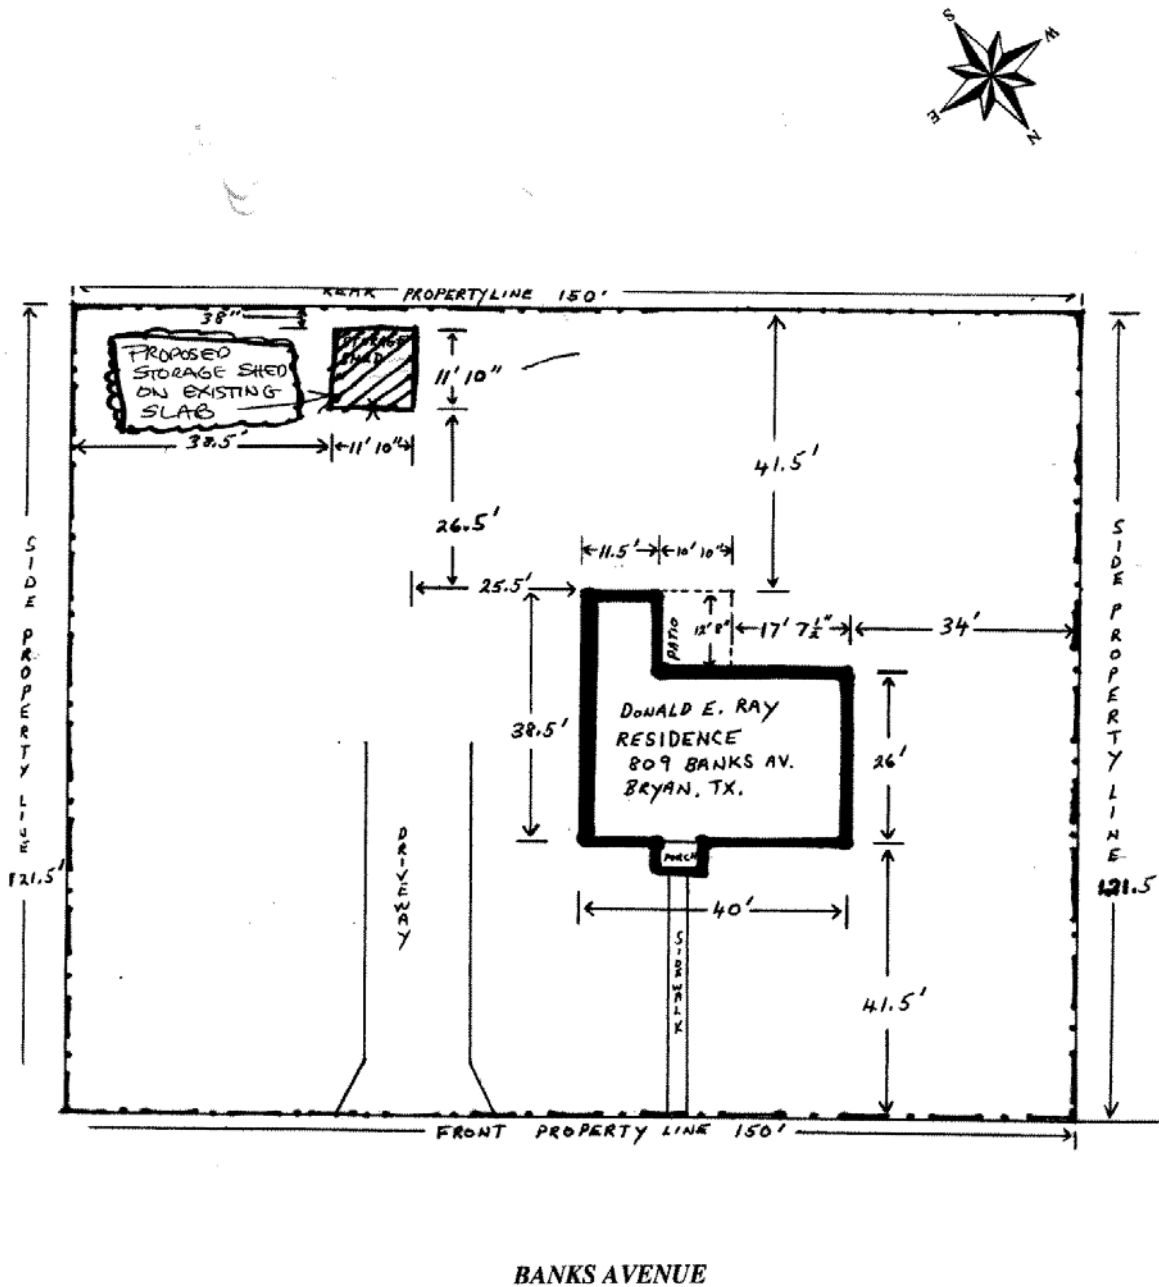 S
W
E
N
REAR PROPERTYLINE 150'
38"
STORAGE
SHED
PROPOSED
STORAGE SHED
ON EXISTING
SLAB
11' 10"
38.5'
11' 10"
41.5'
26.5'
11.5'
10' 10"
25.5'
PATIO
12' 8"
17' 7½"
34'
SIDE PROPERTY LINE
121.5'
SIDE PROPERTY LINE
121.5
38.5'
DONALD E. RAY
RESIDENCE
809 BANKS AV.
BRYAN, TX.
26'
PORCH
DRIVEWAY
40'
SIDEWALK
41.5'
FRONT PROPERTY LINE 150'
BANKS AVENUE